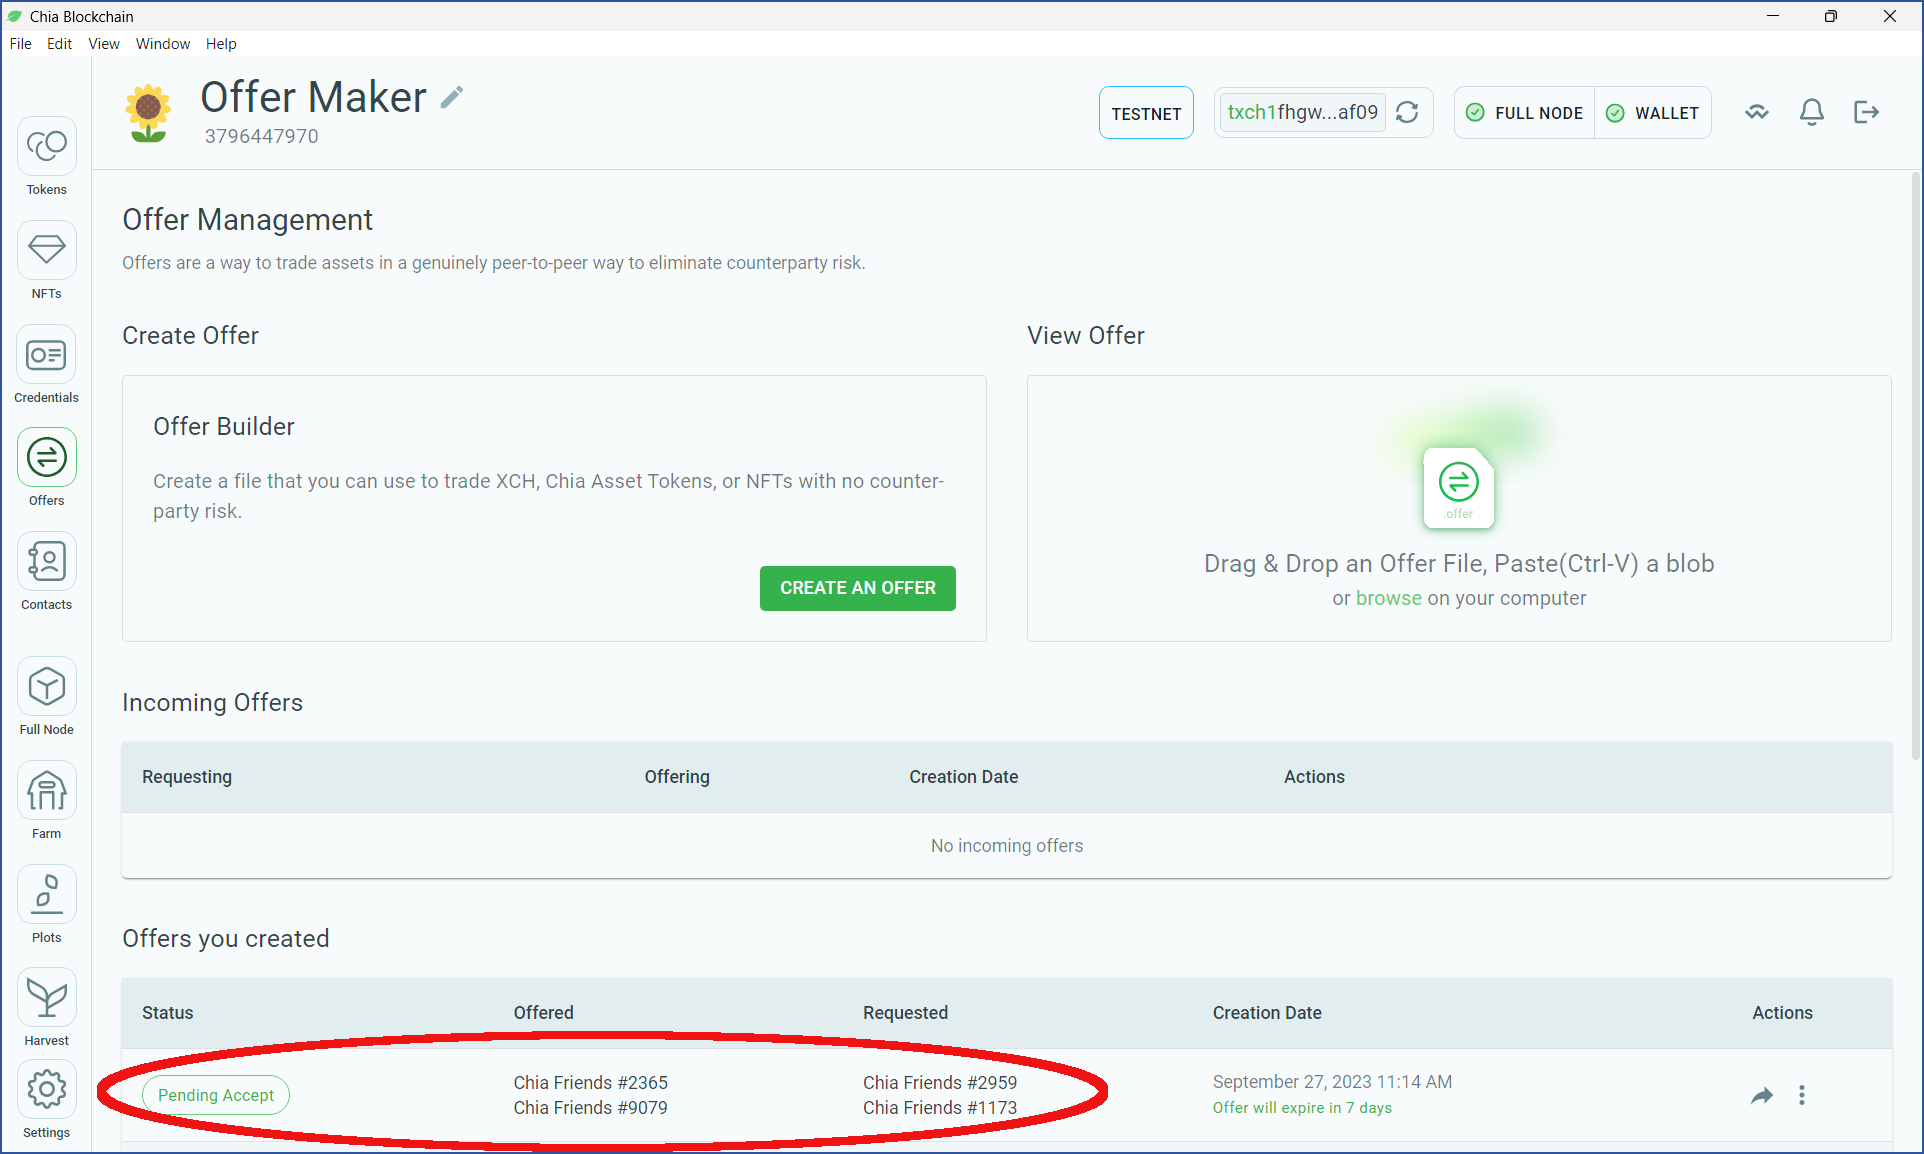 Chia Blockchain
File Edit View Window Help
Offer Maker
3796447970
TESTNET
txch1fhgw...af09
FULL NODE
WALLET
Tokens
NFTs
Credentials
Offers
Contacts
Full Node
Farm
Plots
Harvest
Settings
Offer Management
Offers are a way to trade assets in a genuinely peer-to-peer way to eliminate counterparty risk.
Create Offer
Offer Builder
Create a file that you can use to trade XCH, Chia Asset Tokens, or NFTs with no counter-
party risk.
CREATE AN OFFER
View Offer
.offer
Drag & Drop an Offer File, Paste(Ctrl-V) a blob
or browse on your computer
Incoming Offers
Requesting Offering Creation Date Actions
No incoming offers
Offers you created
Status Offered Requested Creation Date Actions
Pending Accept
Chia Friends #2365
Chia Friends #9079
Chia Friends #2959
Chia Friends #1173
September 27, 2023 11:14 AM
Offer will expire in 7 days